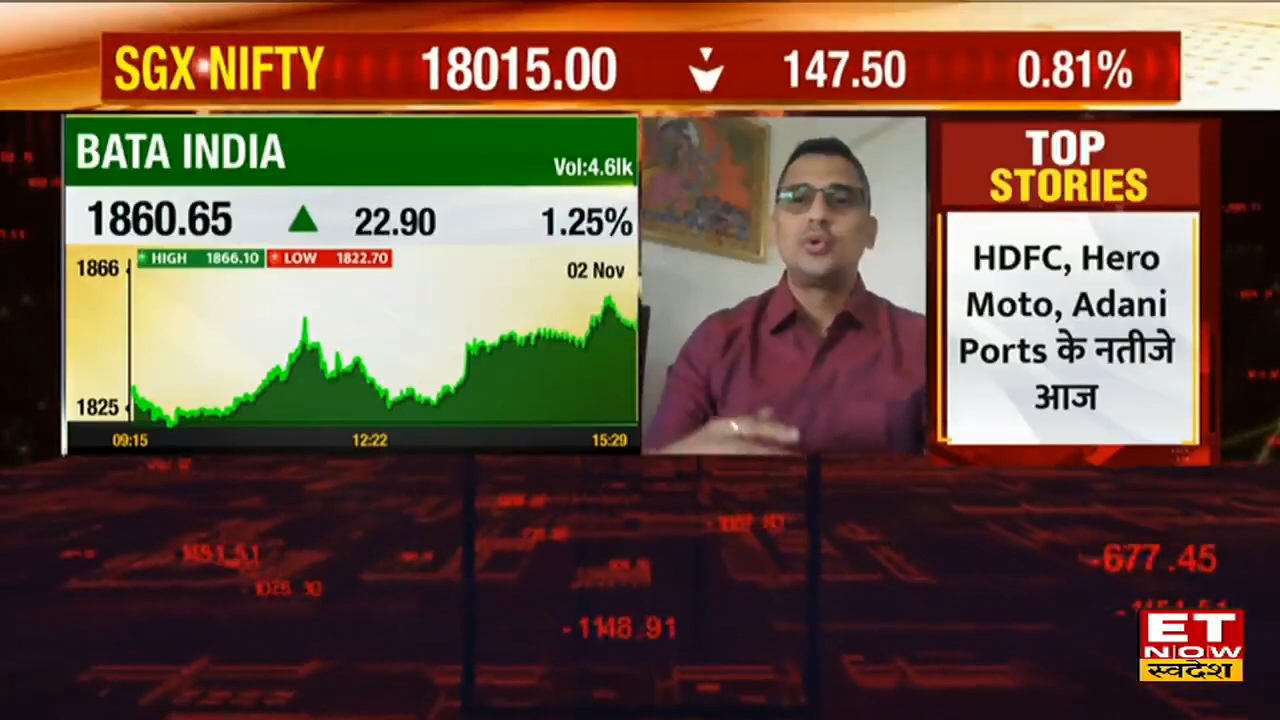 SGX NIFTY 18015.00 147.50 0.81%
BATA INDIA
Vol:4.6lk
1860.65 22.90 1.25%
HIGH 1866.10 LOW 1822.70
02 Nov
1866
1825
09:15 12:22 15:29
TOP
STORIES
HDFC, Hero
Moto, Adani
Ports के नतीजे
आज
-677.45
-1148.91
ET
NOW
स्वदेश